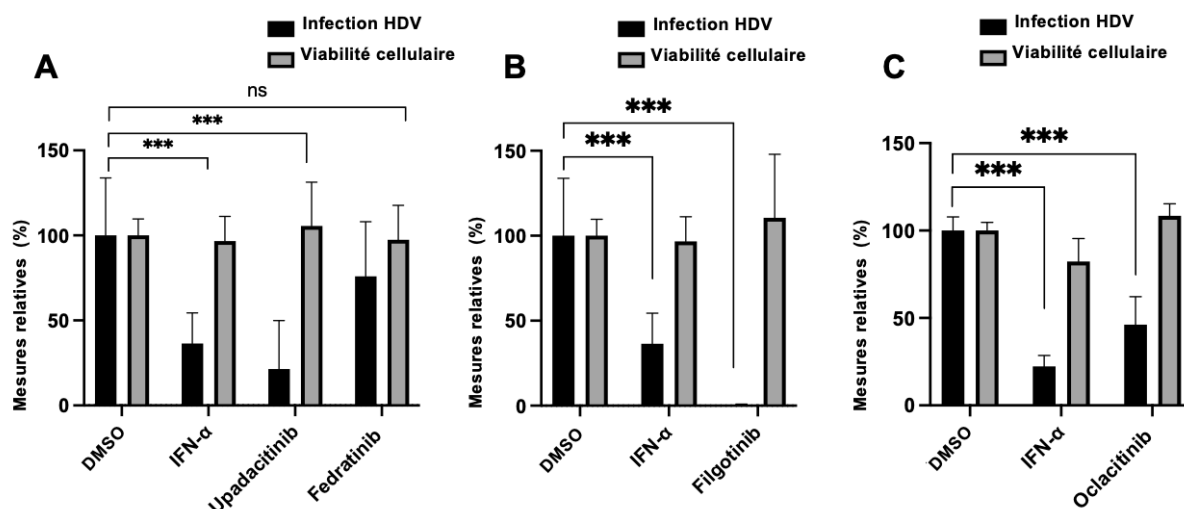 Infection HDV
Viabilité cellulaire
A
ns
***
***
Mesures relatives (%)
150
100
50
0
DMSO
IFN-α
Upadacitinib
Fedratinib
Infection HDV
Viabilité cellulaire
B
***
***
Mesures relatives (%)
150
100
50
0
DMSO
IFN-α
Filgotinib
Infection HDV
Viabilité cellulaire
C
***
***
Mesures relatives (%)
150
100
50
0
DMSO
IFN-α
Oclacitinib